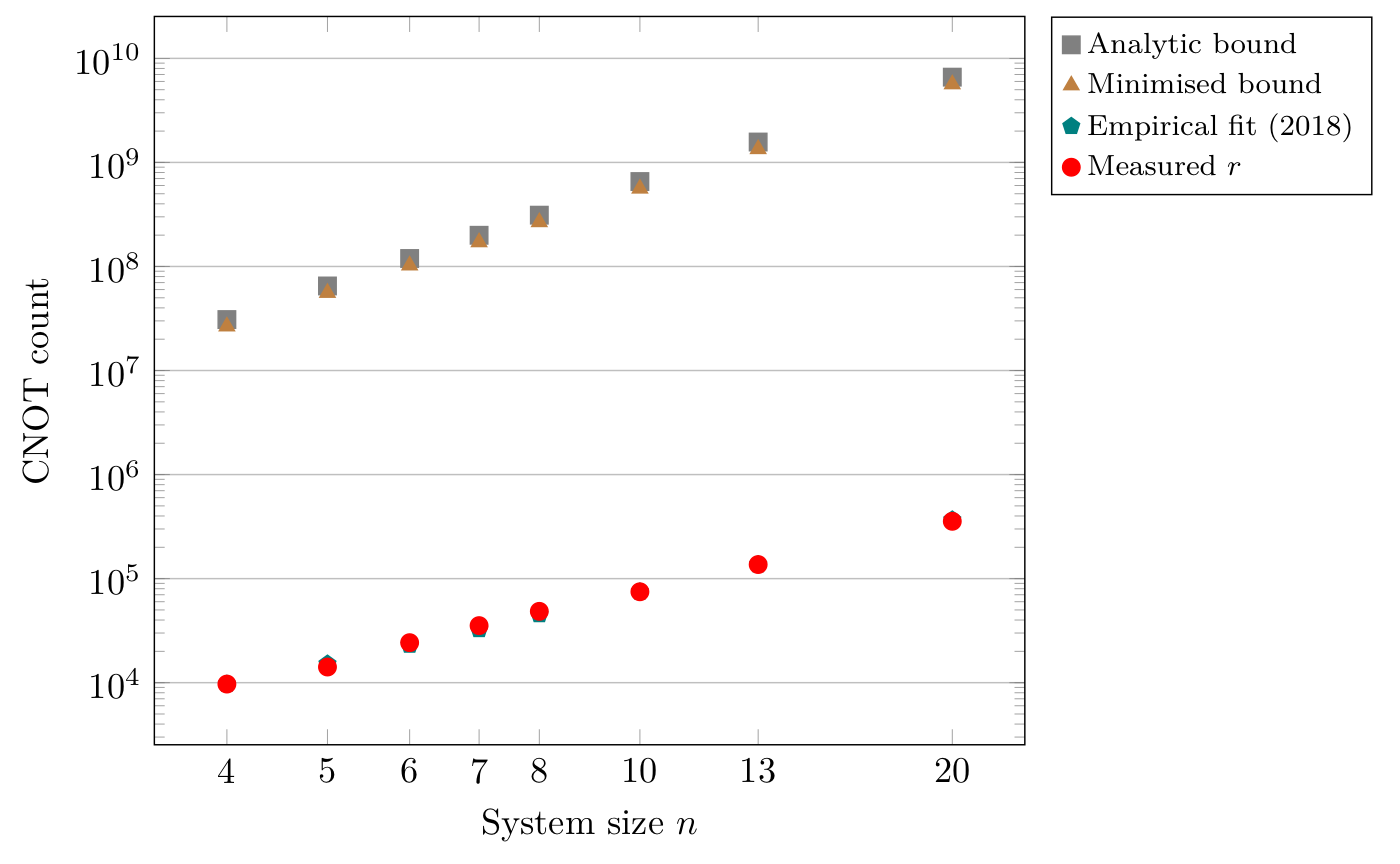 10^10
10^9
10^8
10^7
10^6
10^5
10^4
CNOT count
4 5 6 7 8 10 13 20
System size n
Analytic bound
Minimised bound
Empirical fit (2018)
Measured r